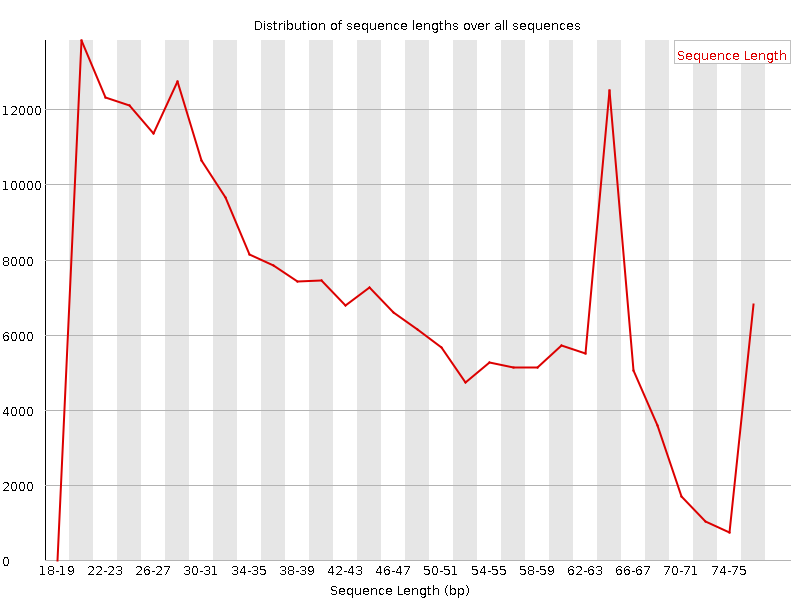 Distribution of sequence lengths over all sequences
Sequence Length
12000
10000
8000
6000
4000
2000
0
18-19 22-23 26-27 30-31 34-35 38-39 42-43 46-47 50-51 54-55 58-59 62-63 66-67 70-71 74-75
Sequence Length (bp)